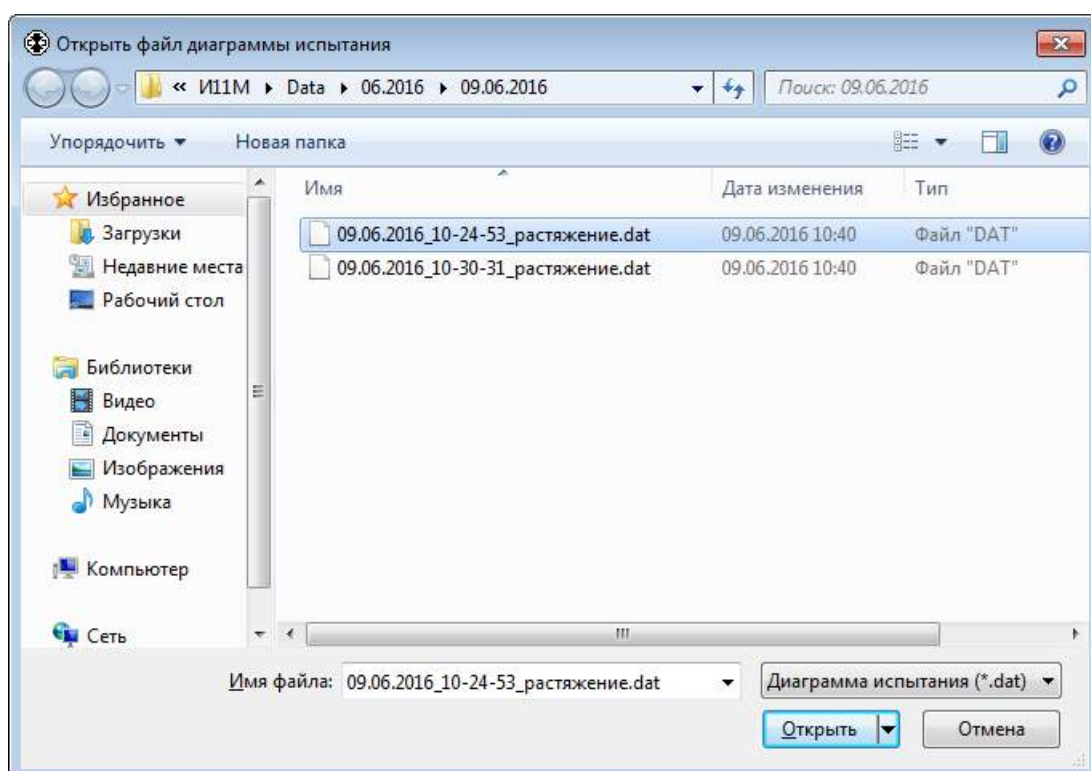 Открыть файл диаграммы испытания
« И11М Data 06.2016 09.06.2016 Поиск: 09.06.2016
Упорядочить Новая папка
Избранное
Загрузки
Недавние места
Рабочий стол
Библиотеки
Видео
Документы
Изображения
Музыка
Компьютер
Сеть
Имя Дата изменения Тип
09.06.2016_10-24-53_растяжение.dat 09.06.2016 10:40 Файл "DAT"
09.06.2016_10-30-31_растяжение.dat 09.06.2016 10:40 Файл "DAT"
Имя файла: 09.06.2016_10-24-53_растяжение.dat Диаграмма испытания (*.dat)
Открыть Отмена